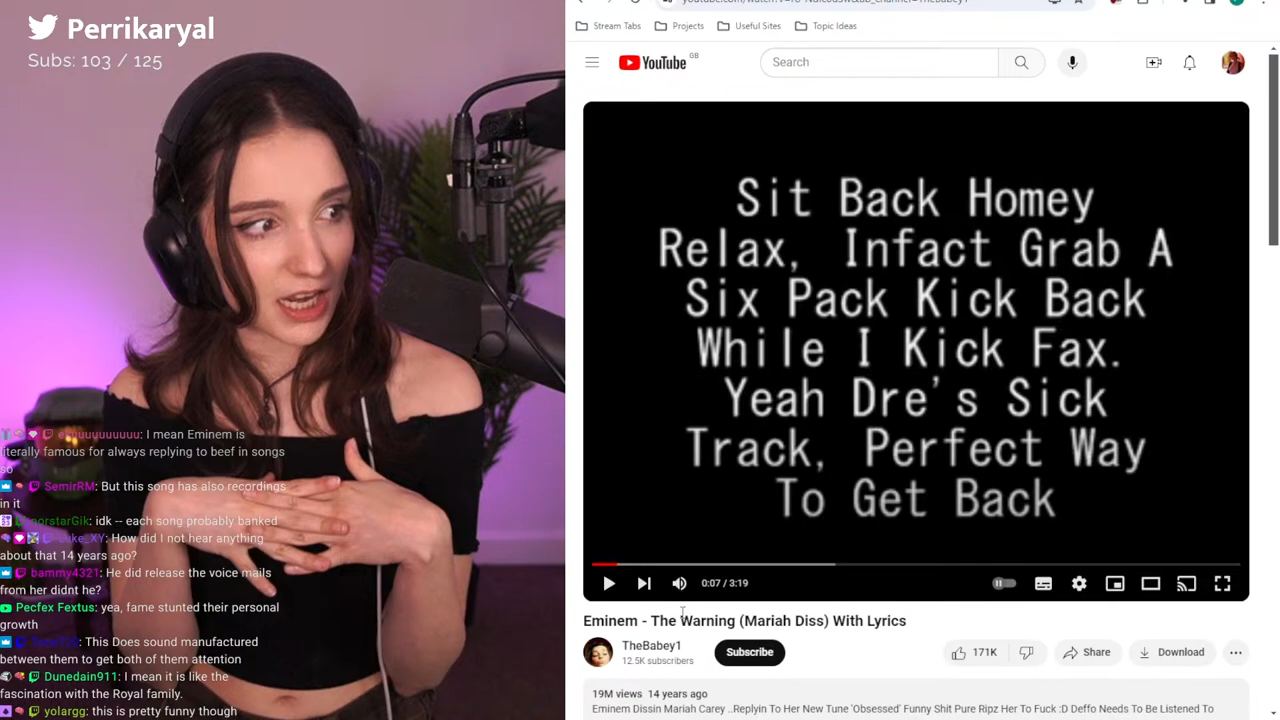 Perrikaryal
Subs: 103 / 125
: I mean Eminem is
literally famous for always replying to beef in songs
so
SemirRM: But this song has also recordings
in it
norstarGik: idk -- each song probably banked
Luke_XY: How did I not hear anything
about that 14 years ago?
bammy4321: He did release the voice mails
from her didnt he?
Pecfex Fextus: yea, fame stunted their personal
growth
: This Does sound manufactured
between them to get both of them attention
Dunedain911: I mean it is like the
fascination with the Royal family.
yolargg: this is pretty funny though
Stream Tabs
Projects
Useful Sites
Topic Ideas
YouTube GB
Search
Sit Back Homey
Relax, Infact Grab A
Six Pack Kick Back
While I Kick Fax.
Yeah Dre's Sick
Track, Perfect Way
To Get Back
0:07 / 3:19
Eminem - The Warning (Mariah Diss) With Lyrics
TheBabey1
12.5K subscribers
Subscribe
171K
Share
Download
19M views 14 years ago
Eminem Dissin Mariah Carey ..Replyin To Her New Tune 'Obsessed' Funny Shit Pure Ripz Her To Fuck :D Deffo Needs To Be Listened To